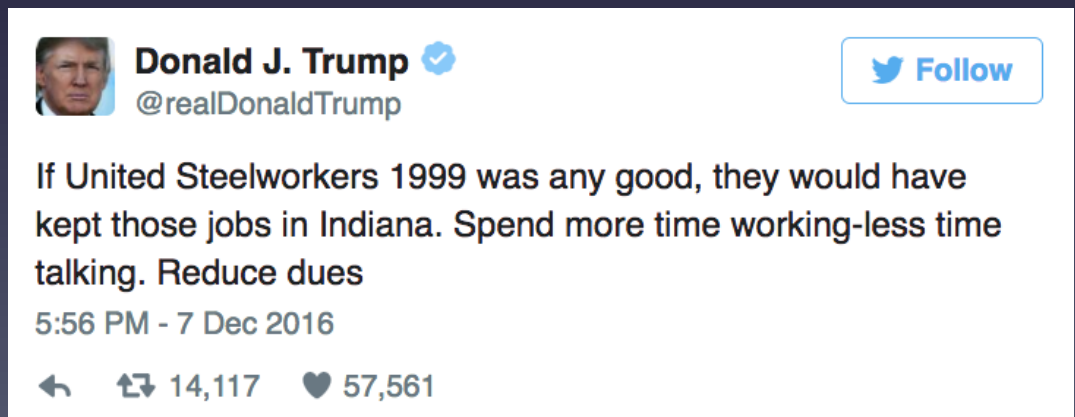 Donald J. Trump
@realDonaldTrump
Follow
If United Steelworkers 1999 was any good, they would have
kept those jobs in Indiana. Spend more time working-less time
talking. Reduce dues
5:56 PM - 7 Dec 2016
14,117 57,561